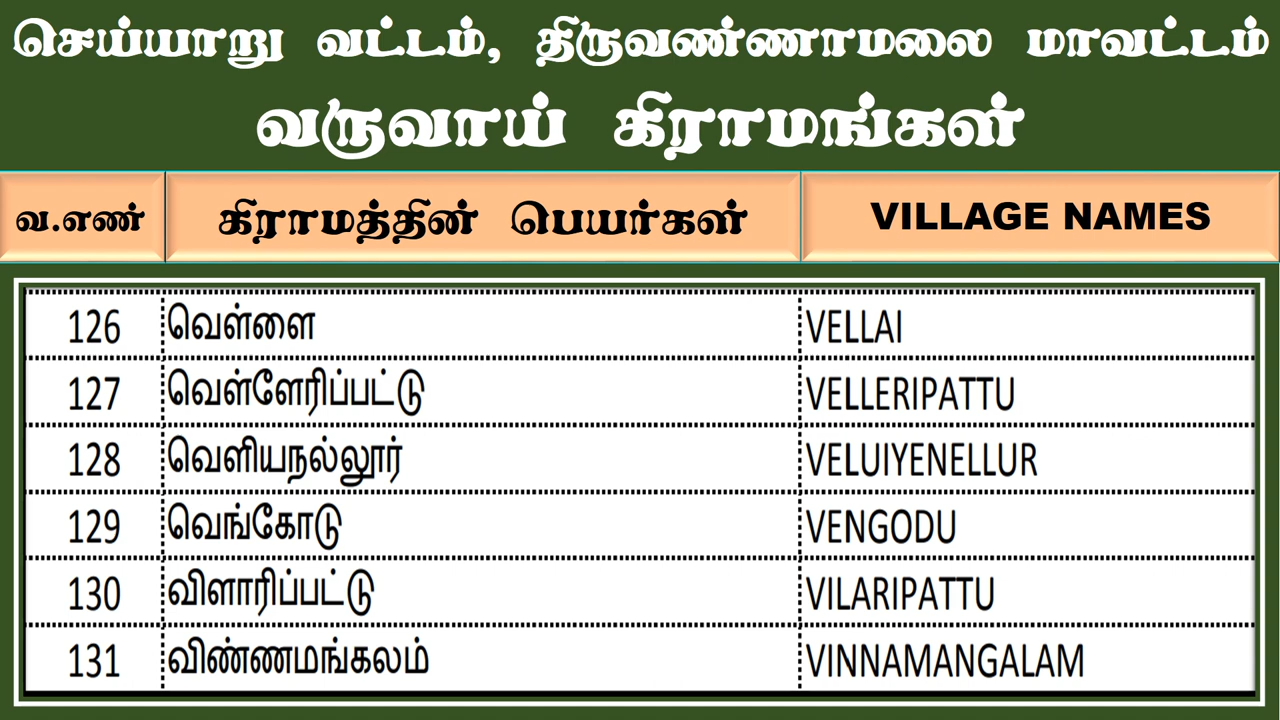 செய்யாறு வட்டம், திருவண்ணாமலை மாவட்டம்
வருவாய் கிராமங்கள்
வ.எண் கிராமத்தின் பெயர்கள் VILLAGE NAMES
126 வெள்ளை VELLAI
127 வெள்ளேரிப்பட்டு VELLERIPATTU
128 வெளியநல்லூர் VELUIYENELLUR
129 வெங்கோடு VENGODU
130 விளாரிப்பட்டு VILARIPATTU
131 விண்ணமங்கலம் VINNAMANGALAM